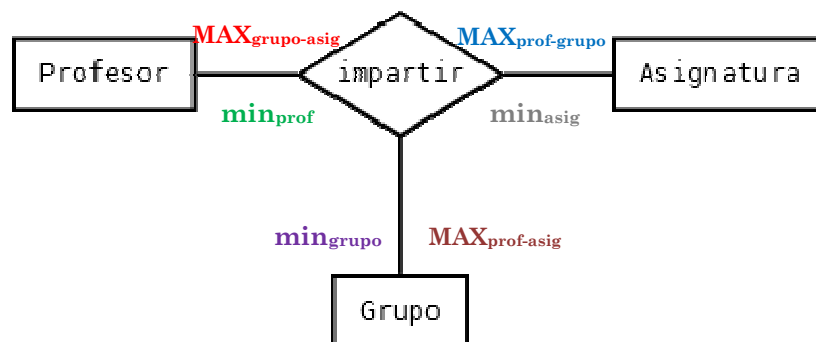 MAXgrupo-asig
MAXprof-grupo
Profesor
impartir
Asignatura
minprof
minasig
mingrupo
MAXprof-asig
Grupo